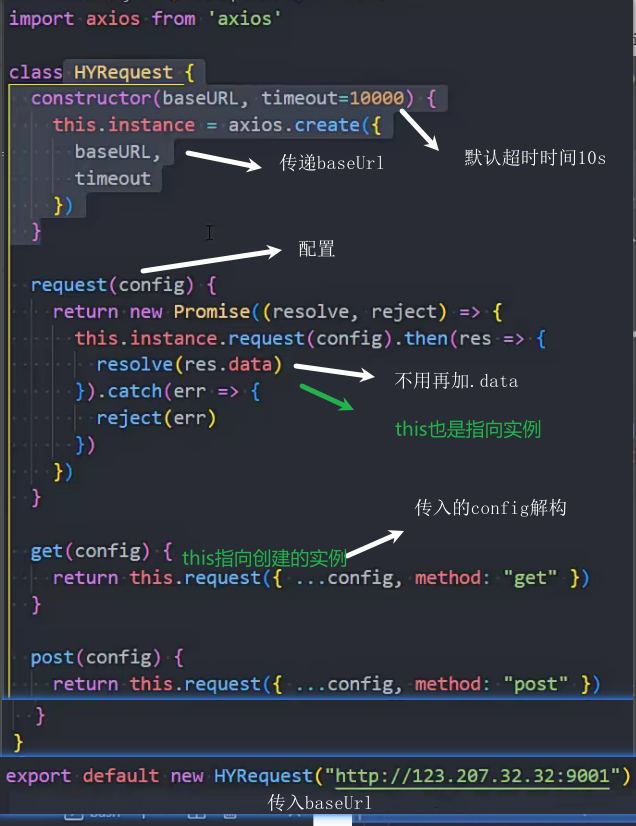 import axios from 'axios'
class HYRequest {
constructor(baseURL, timeout=10000) {
this.instance = axios.create({
baseURL,
传递baseUrl
默认超时时间10s
timeout
})
}
配置
request(config) {
return new Promise((resolve, reject) => {
this.instance.request(config).then(res => {
resolve(res.data)
不用再加.data
}).catch(err => {
reject(err)
this也是指向实例
})
})
}
传入的config解构
get(config) {
this指向创建的实例
return this.request({ ...config, method: "get" })
}
post(config) {
return this.request({ ...config, method: "post" })
}
}
export default new HYRequest("http://123.207.32.32:9001")
传入baseUrl